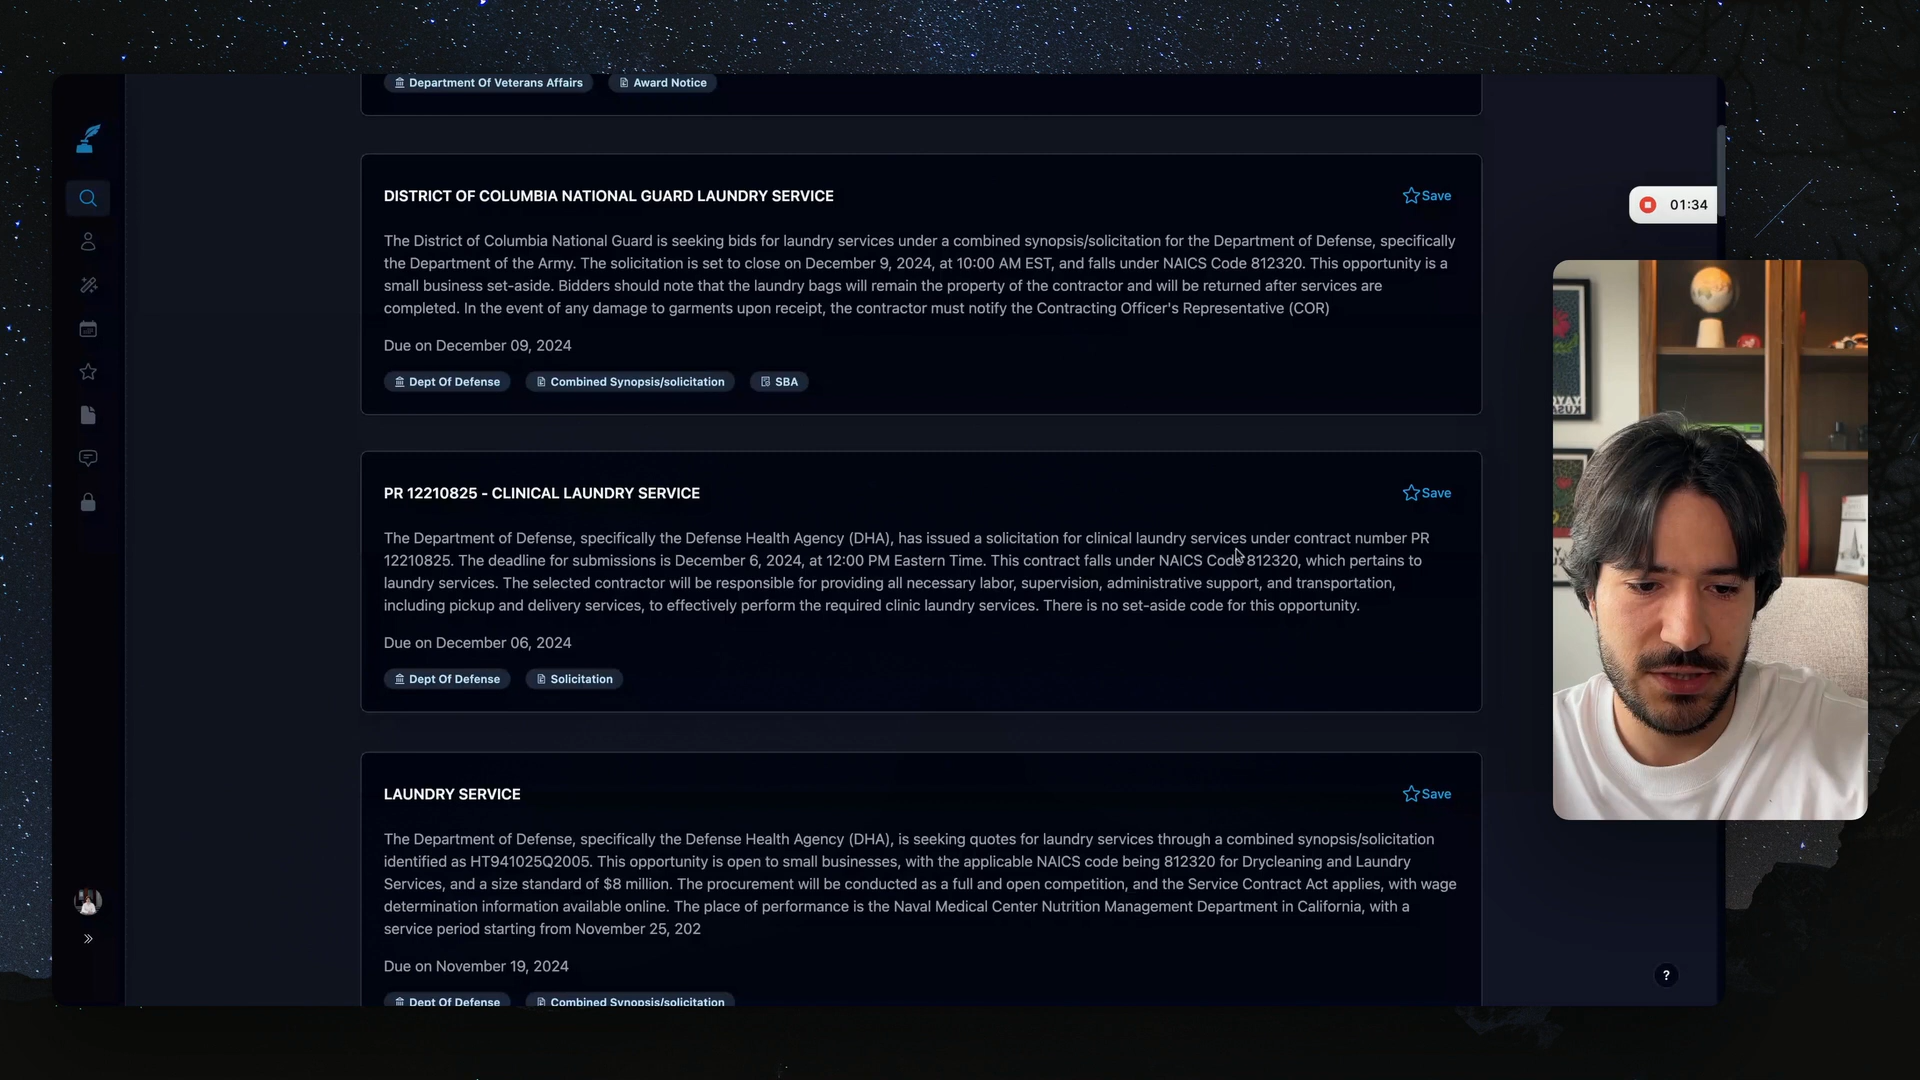 Department Of Veterans Affairs
Award Notice
DISTRICT OF COLUMBIA NATIONAL GUARD LAUNDRY SERVICE
Save
The District of Columbia National Guard is seeking bids for laundry services under a combined synopsis/solicitation for the Department of Defense, specifically
the Department of the Army. The solicitation is set to close on December 9, 2024, at 10:00 AM EST, and falls under NAICS Code 812320. This opportunity is a
small business set-aside. Bidders should note that the laundry bags will remain the property of the contractor and will be returned after services are
completed. In the event of any damage to garments upon receipt, the contractor must notify the Contracting Officer's Representative (COR)
Due on December 09, 2024
Dept Of Defense
Combined Synopsis/solicitation
SBA
PR 12210825 - CLINICAL LAUNDRY SERVICE
Save
The Department of Defense, specifically the Defense Health Agency (DHA), has issued a solicitation for clinical laundry services under contract number PR
12210825. The deadline for submissions is December 6, 2024, at 12:00 PM Eastern Time. This contract falls under NAICS Code 812320, which pertains to
laundry services. The selected contractor will be responsible for providing all necessary labor, supervision, administrative support, and transportation,
including pickup and delivery services, to effectively perform the required clinic laundry services. There is no set-aside code for this opportunity.
Due on December 06, 2024
Dept Of Defense
Solicitation
LAUNDRY SERVICE
Save
The Department of Defense, specifically the Defense Health Agency (DHA), is seeking quotes for laundry services through a combined synopsis/solicitation
identified as HT941025Q2005. This opportunity is open to small businesses, with the applicable NAICS code being 812320 for Drycleaning and Laundry
Services, and a size standard of $8 million. The procurement will be conducted as a full and open competition, and the Service Contract Act applies, with wage
determination information available online. The place of performance is the Naval Medical Center Nutrition Management Department in California, with a
service period starting from November 25, 202
Due on November 19, 2024
Dept Of Defense
Combined Synopsis/solicitation
01:34
?